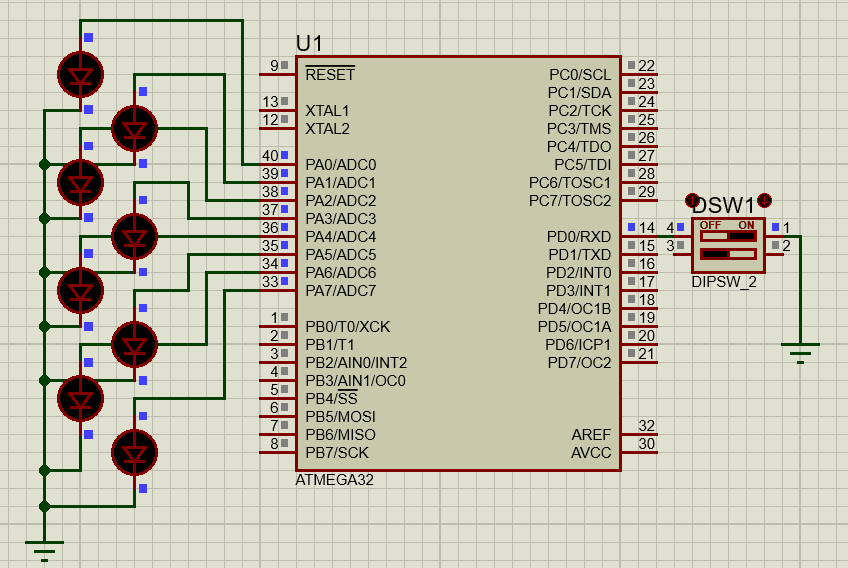 U1
9 RESET PC0/SCL 22
PC1/SDA 23
13 XTAL1 PC2/TCK 24
12 XTAL2 PC3/TMS 25
PC4/TDO 26
40 PA0/ADC0 PC5/TDI 27
39 PA1/ADC1 PC6/TOSC1 28
38 PA2/ADC2 PC7/TOSC2 29
DSW1
37 PA3/ADC3
OFF ON
36 PA4/ADC4 PD0/RXD 14 4 1
35 PA5/ADC5 PD1/TXD 15 3 2
34 PA6/ADC6 PD2/INT0 16
33 PA7/ADC7 PD3/INT1 17
DIPSW_2
PD4/OC1B 18
1 PB0/T0/XCK PD5/OC1A 19
2 PB1/T1 PD6/ICP1 20
3 PB2/AIN0/INT2 PD7/OC2 21
4 PB3/AIN1/OC0
5 PB4/SS
6 PB5/MOSI
7 PB6/MISO AREF 32
8 PB7/SCK AVCC 30
ATMEGA32